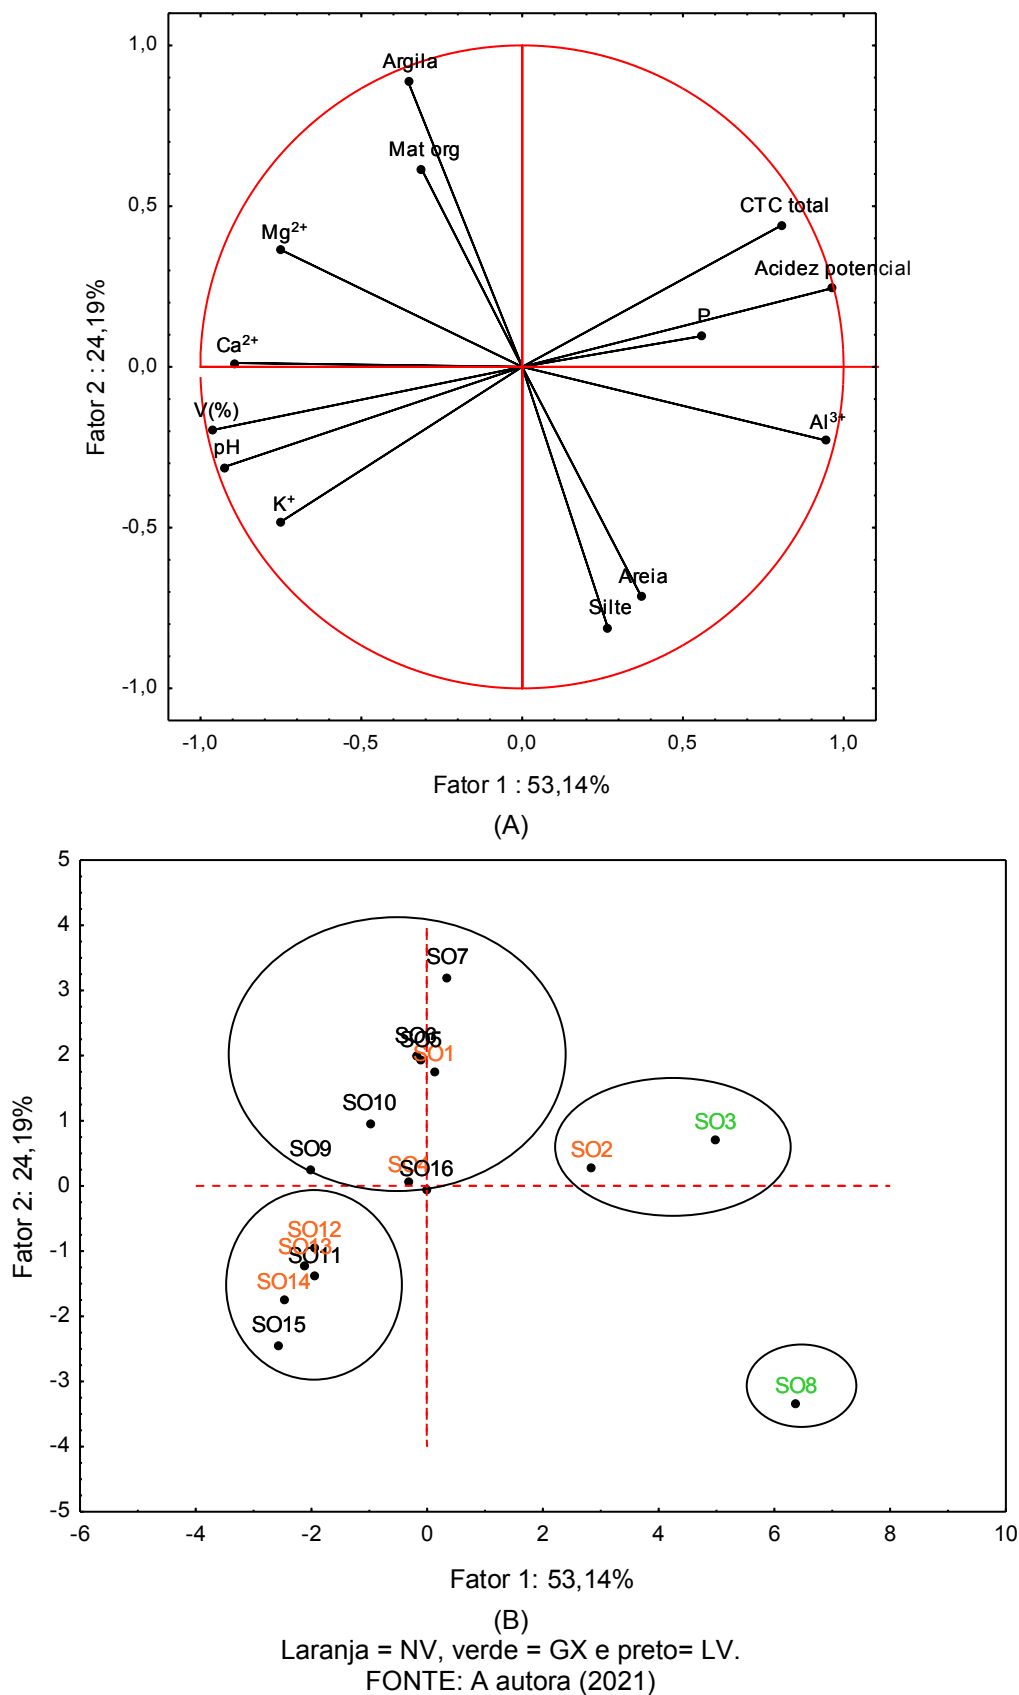 1,0
Argila
Mat org
0,5
CTC total
Mg²⁺
Acidez potencial
P
Ca²⁺
0,0
V(%)
Al³⁺
pH
K⁺
-0,5
Areia
Silte
-1,0
Fator 2 : 24,19%
-1,0 -0,5 0,0 0,5 1,0
Fator 1 : 53,14%
(A)
5
4
SO7
3
SO5
2
SO1
SO10
1
SO3
SO9
SO2
SO16
0
SO12
SO13
-1
SO11
SO14
-2
SO15
-3
SO8
-4
-5
Fator 2: 24,19%
-6 -4 -2 0 2 4 6 8 10
Fator 1: 53,14%
(B)
Laranja = NV, verde = GX e preto= LV.
FONTE: A autora (2021)